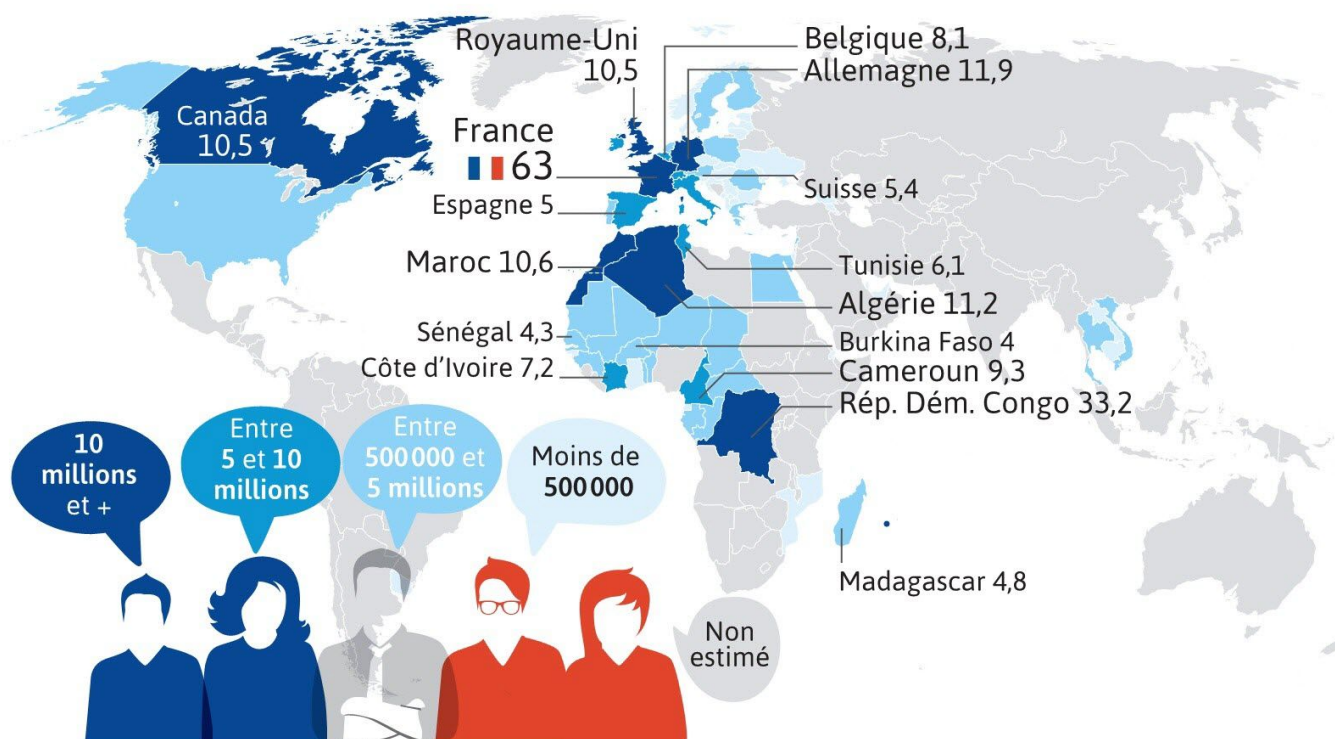 Royaume-Uni
10,5
Belgique 8,1
Allemagne 11,9
Canada
10,5
France
63
Suisse 5,4
Espagne 5
Maroc 10,6
Tunisie 6,1
Algérie 11,2
Sénégal 4,3
Burkina Faso 4
Côte d'Ivoire 7,2
Cameroun 9,3
Rép. Dém. Congo 33,2
10
millions
et +
Entre
5 et 10
millions
Entre
500 000 et
5 millions
Moins de
500 000
Madagascar 4,8
Non
estimé